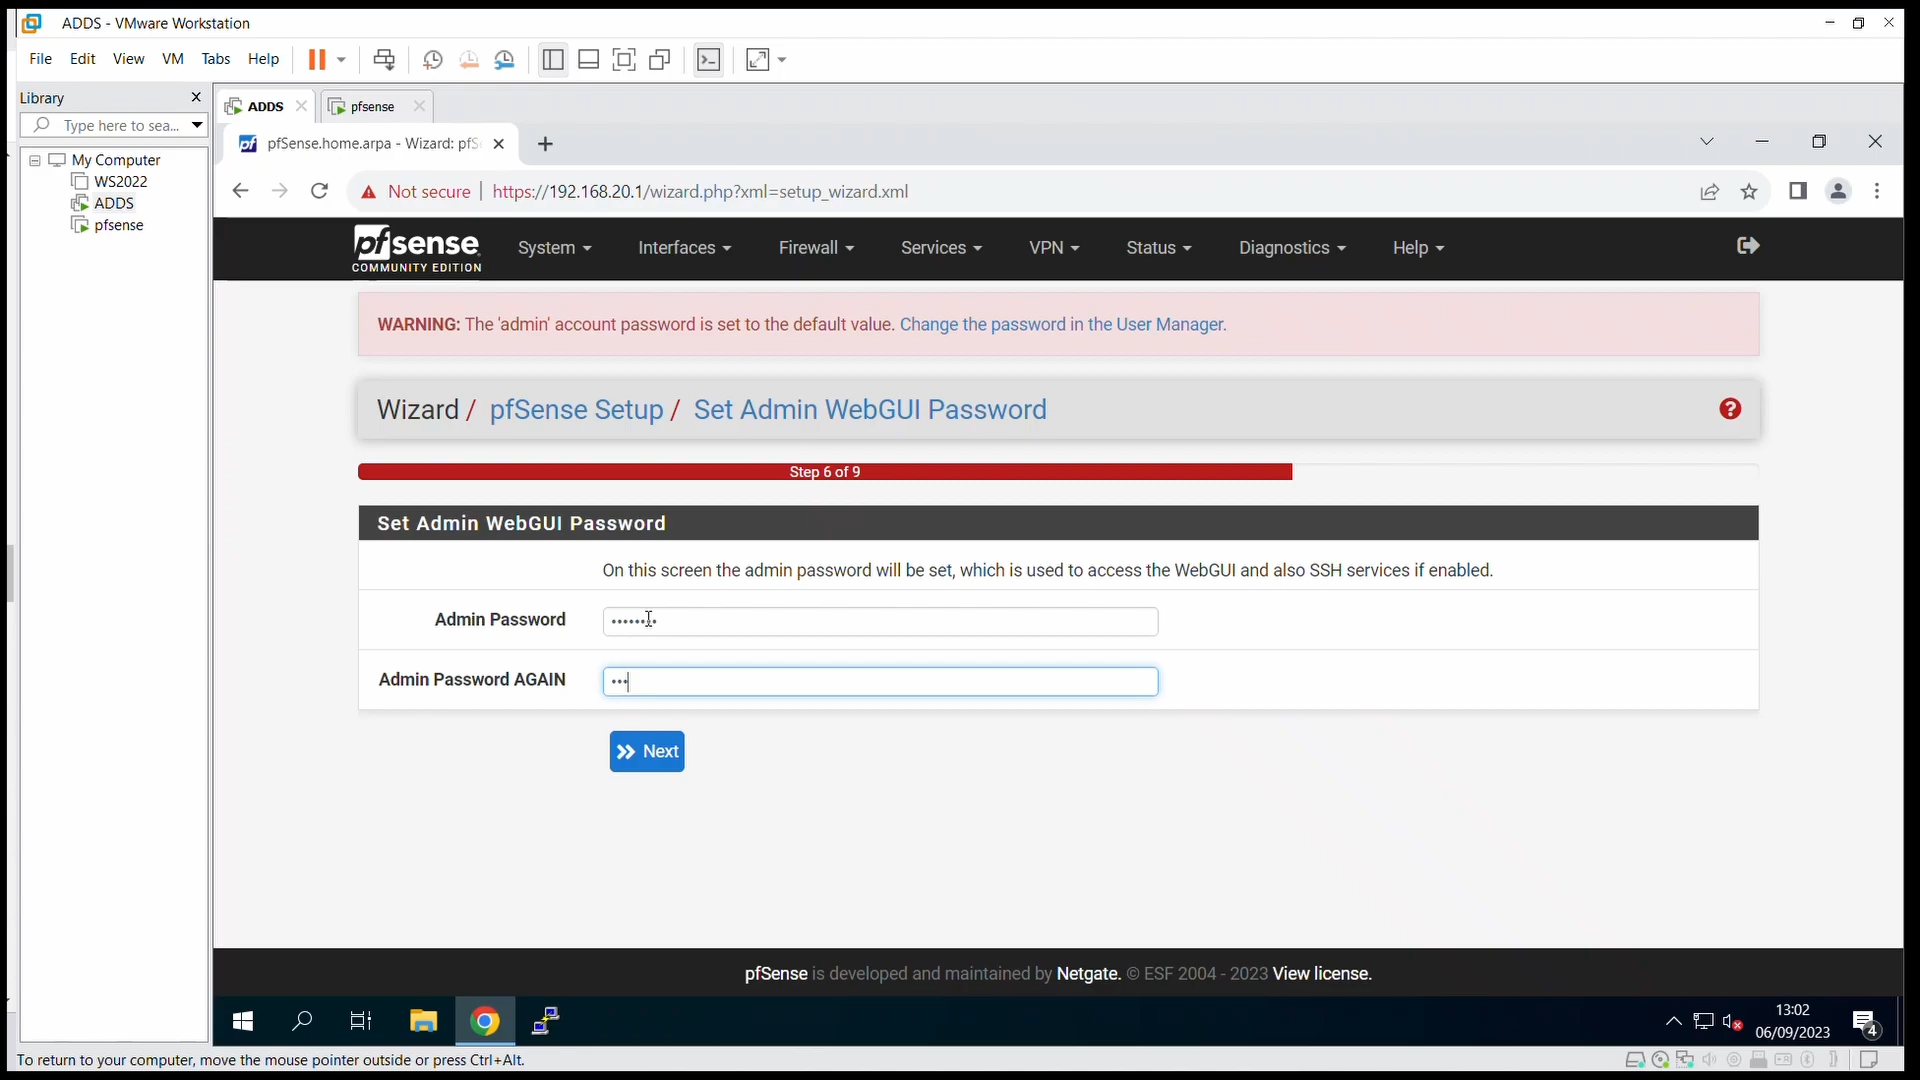 ADDS - VMware Workstation
File Edit View VM Tabs Help
Library
ADDS
pfsense
Type here to sea...
pfSense.home.arpa - Wizard: pfS
My Computer
WS2022
ADDS
pfsense
Not secure
https://192.168.20.1/wizard.php?xml=setup_wizard.xml
pfsense
COMMUNITY EDITION
System Interfaces Firewall Services VPN Status Diagnostics Help
WARNING: The 'admin' account password is set to the default value. Change the password in the User Manager.
Wizard / pfSense Setup / Set Admin WebGUI Password
Step 6 of 9
Set Admin WebGUI Password
On this screen the admin password will be set, which is used to access the WebGUI and also SSH services if enabled.
Admin Password
Admin Password AGAIN
Next
pfSense is developed and maintained by Netgate. © ESF 2004 - 2023 View license.
13:02
06/09/2023
4
To return to your computer, move the mouse pointer outside or press Ctrl+Alt.